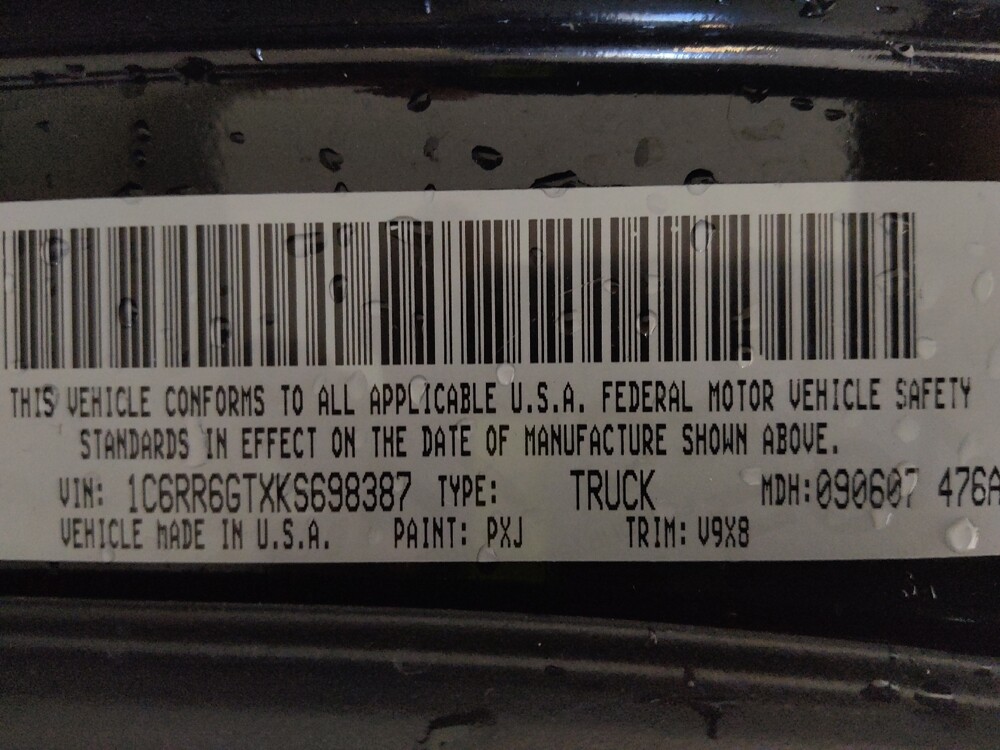 THIS VEHICLE CONFORMS TO ALL APPLICABLE U.S.A. FEDERAL MOTOR VEHICLE SAFETY
STANDARDS IN EFFECT ON THE DATE OF MANUFACTURE SHOWN ABOVE.
VIN: 1C6RR6GTXKS698387 TYPE: TRUCK MDH:090607 476A
VEHICLE MADE IN U.S.A. PAINT: PXJ TRIM: V9X8